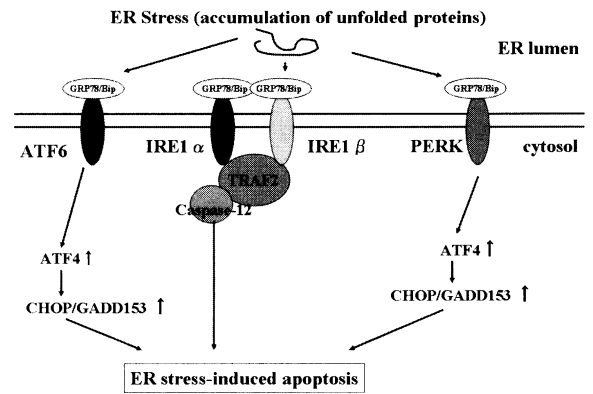 ER Stress (accumulation of unfolded proteins)
ER lumen
GRP78/Bip
GRP78/Bip
GRP78/Bip
GRP78/Bip
ATF6
IRE1 α
IRE1 β
PERK
cytosol
TRAF2
Caspase-12
ATF4 ↑
ATF4 ↑
CHOP/GADD153 ↑
CHOP/GADD153 ↑
ER stress-induced apoptosis